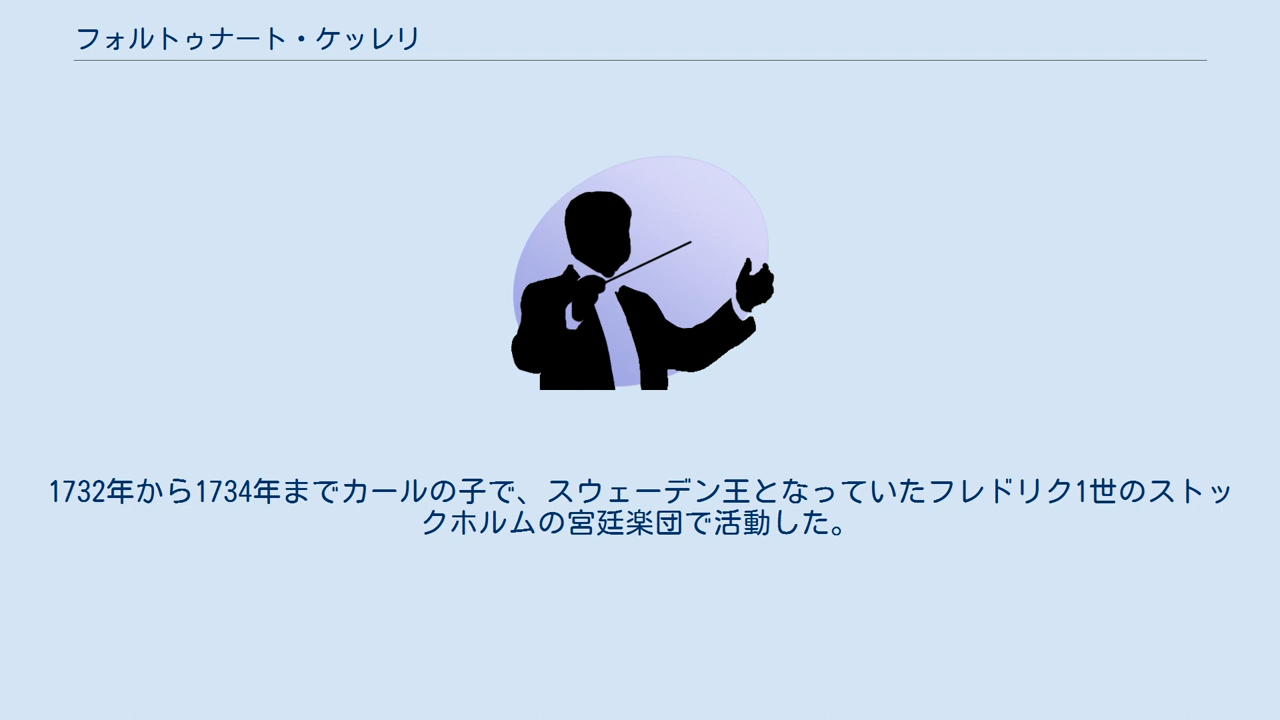 フォルトゥナート・ケッレリ
1732年から1734年までカールの子で、スウェーデン王となっていたフレドリク1世のストッ
クホルムの宮廷楽団で活動した。